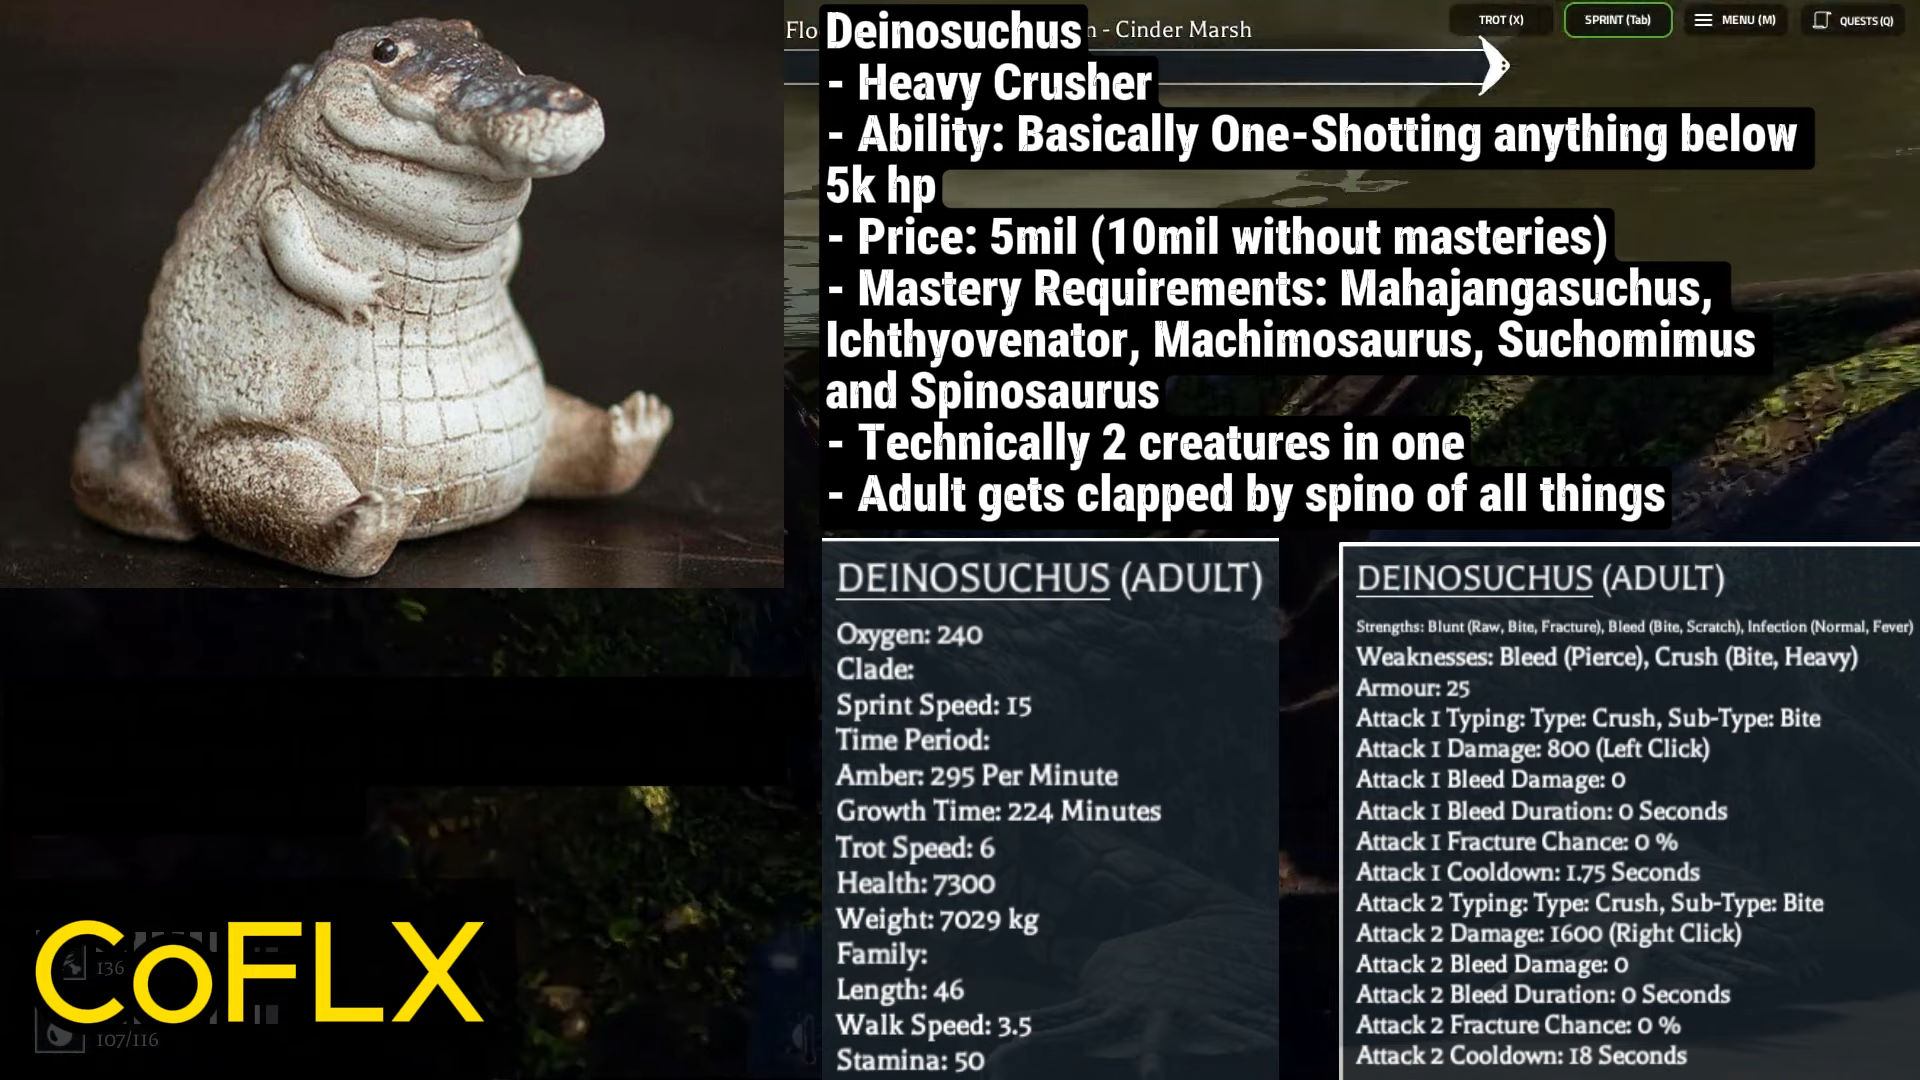 Flo
n - Cinder Marsh
TROT (X)
SPRINT (Tab)
MENU (M)
QUESTS (Q)
Deinosuchus
- Heavy Crusher
- Ability: Basically One-Shotting anything below
5k hp
- Price: 5mil (10mil without masteries)
- Mastery Requirements: Mahajangasuchus,
Ichthyovenator, Machimosaurus, Suchomimus
and Spinosaurus
- Technically 2 creatures in one
- Adult gets clapped by spino of all things
DEINOSUCHUS (ADULT)
Oxygen: 240
Clade:
Sprint Speed: 15
Time Period:
Amber: 295 Per Minute
Growth Time: 224 Minutes
Trot Speed: 6
Health: 7300
Weight: 7029 kg
Family:
Length: 46
Walk Speed: 3.5
Stamina: 50
DEINOSUCHUS (ADULT)
Strengths: Blunt (Raw, Bite, Fracture), Bleed (Bite, Scratch), Infection (Normal, Fever)
Weaknesses: Bleed (Pierce), Crush (Bite, Heavy)
Armour: 25
Attack 1 Typing: Type: Crush, Sub-Type: Bite
Attack 1 Damage: 800 (Left Click)
Attack 1 Bleed Damage: 0
Attack 1 Bleed Duration: 0 Seconds
Attack 1 Fracture Chance: 0 %
Attack 1 Cooldown: 1.75 Seconds
Attack 2 Typing: Type: Crush, Sub-Type: Bite
Attack 2 Damage: 1600 (Right Click)
Attack 2 Bleed Damage: 0
Attack 2 Bleed Duration: 0 Seconds
Attack 2 Fracture Chance: 0 %
Attack 2 Cooldown: 18 Seconds
CoFLX
136
107/116